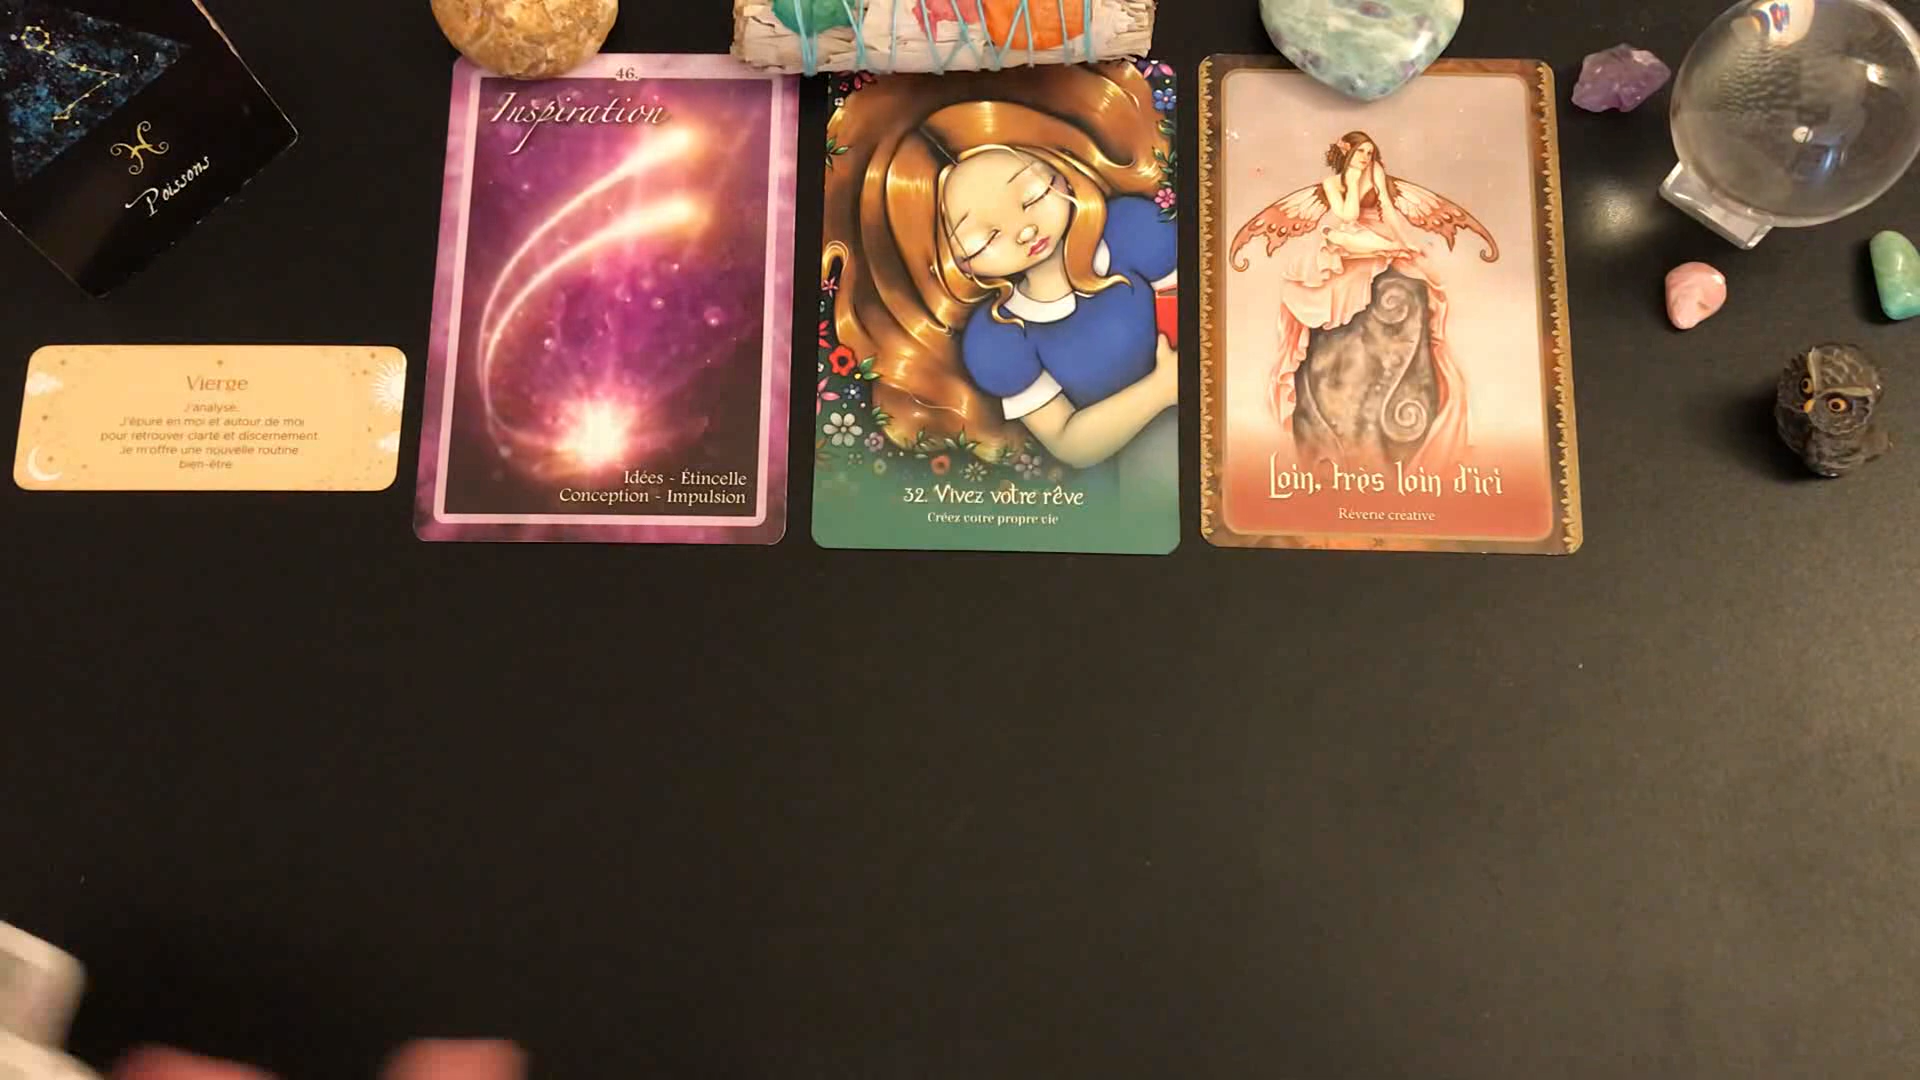 Poissons
Vierge
J'analyse.
J'épure en moi et autour de moi
pour retrouver clarté et discernement.
Je m'offre une nouvelle routine
bien-être.
46.
Inspiration
Idées - Étincelle
Conception - Impulsion
32. Vivez votre rêve
Créez votre propre vie
Loin, très loin d'ici
Rêverie créative